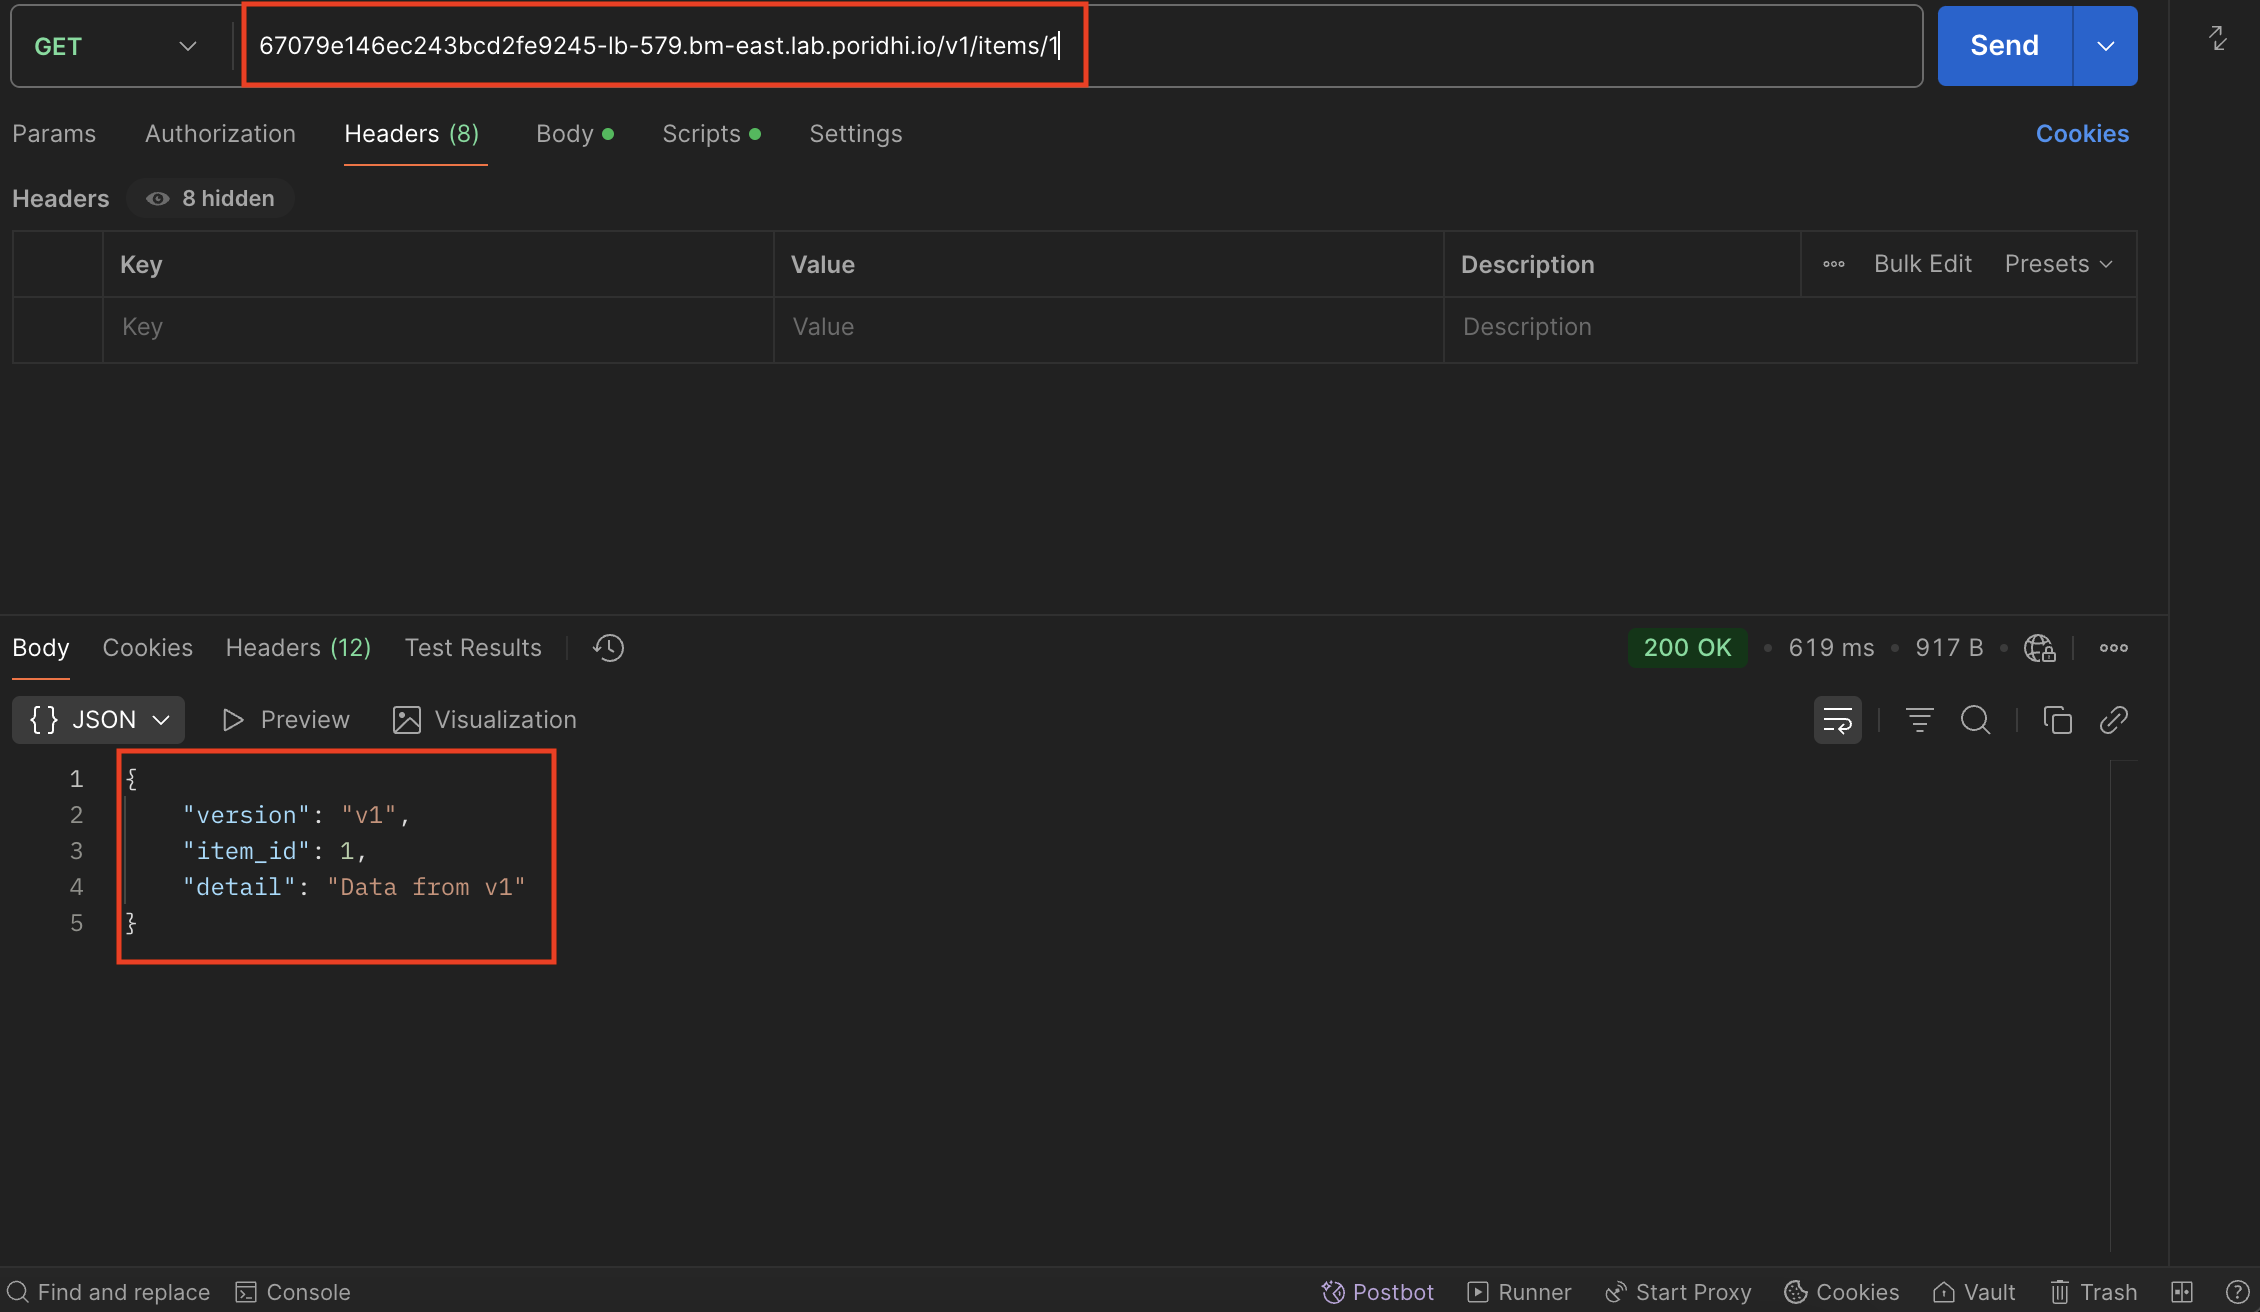 GET 67079e146ec243bcd2fe9245-lb-579.bm-east.lab.poridhi.io/v1/items/1 Send
Params Authorization Headers (8) Body Scripts Settings Cookies
Headers 8 hidden
Key Value Description Bulk Edit Presets
Key Value Description
Body Cookies Headers (12) Test Results 200 OK • 619 ms • 917 B •
{} JSON Preview Visualization
1 {
2 "version": "v1",
3 "item_id": 1,
4 "detail": "Data from v1"
5 }
Find and replace Console Postbot Runner Start Proxy Cookies Vault Trash